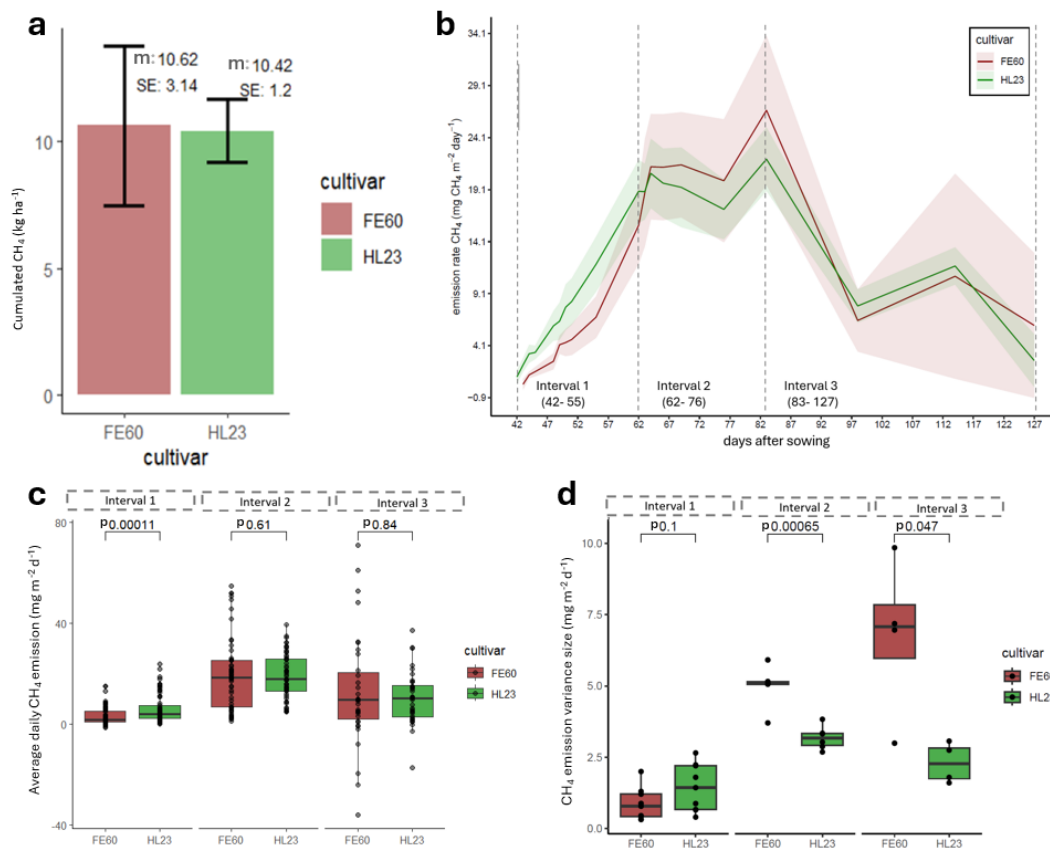 a
Cumulated CH₄ (kg ha⁻¹)
10
5
0
m: 10.62
SE: 3.14
m: 10.42
SE: 1.2
FE60
HL23
cultivar
cultivar
FE60
HL23
b
emission rate CH₄ (mg CH₄ m⁻² day⁻¹)
34.1
29.1
24.1
19.1
14.1
9.1
4.1
−0.9
cultivar
FE60
HL23
Interval 1
(42- 55)
Interval 2
(62- 76)
Interval 3
(83- 127)
42 47 52 57 62 67 72 77 82 87 92 97 102 107 112 117 122 127
days after sowing
c
Interval 1
Interval 2
Interval 3
p0.00011
p0.61
p0.84
Average daily CH₄ emission (mg m⁻² d⁻¹)
80
40
0
-40
FE60 HL23 FE60 HL23 FE60 HL23
cultivar
FE60
HL23
d
Interval 1
Interval 2
Interval 3
p0.1
p0.00065
p0.047
CH₄ emission variance size (mg m⁻² d⁻¹)
10.0
7.5
5.0
2.5
0.0
FE60 HL23 FE60 HL23 FE60 HL23
cultivar
FE6
HL2